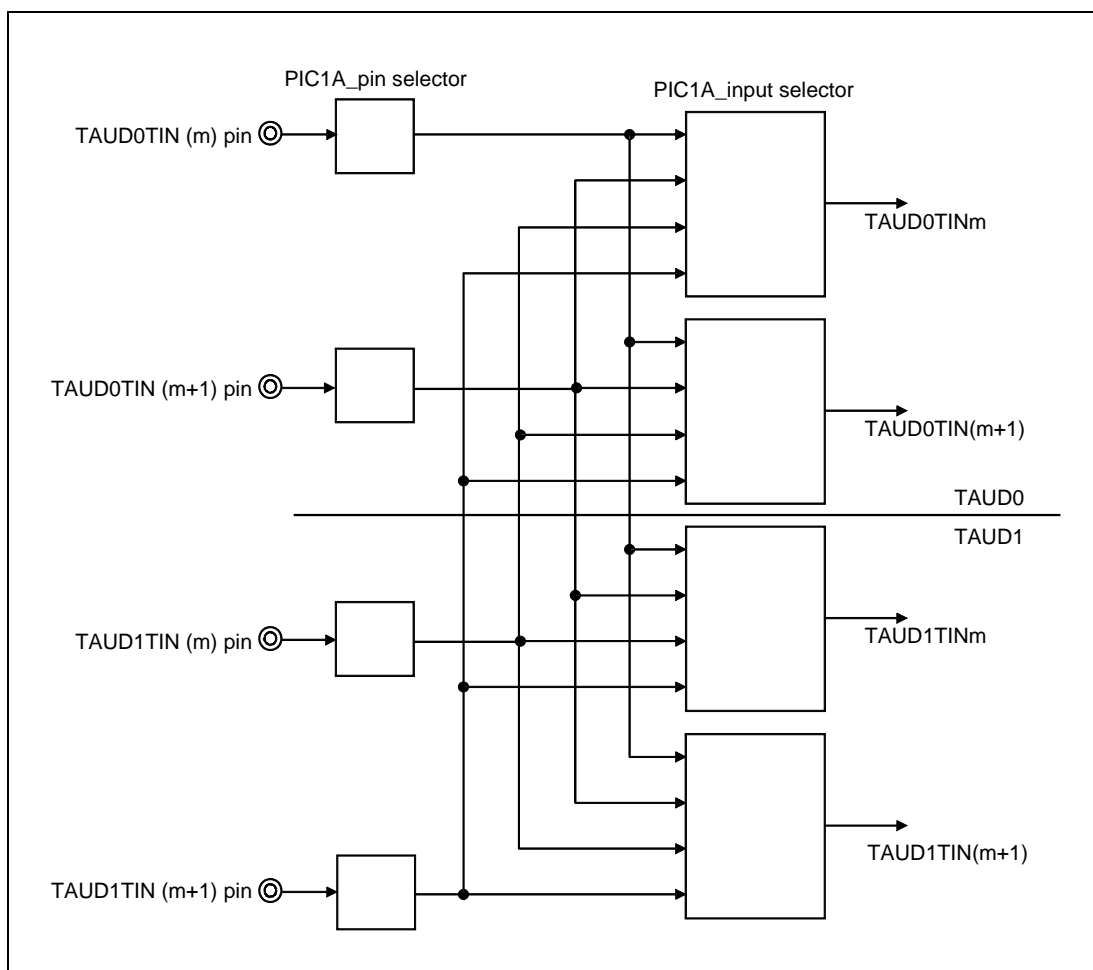 PIC1A_pin selector
PIC1A_input selector
TAUD0TIN (m) pin
TAUD0TINm
TAUD0TIN (m+1) pin
TAUD0TIN(m+1)
TAUD0
TAUD1
TAUD1TIN (m) pin
TAUD1TINm
TAUD1TIN(m+1)
TAUD1TIN (m+1) pin